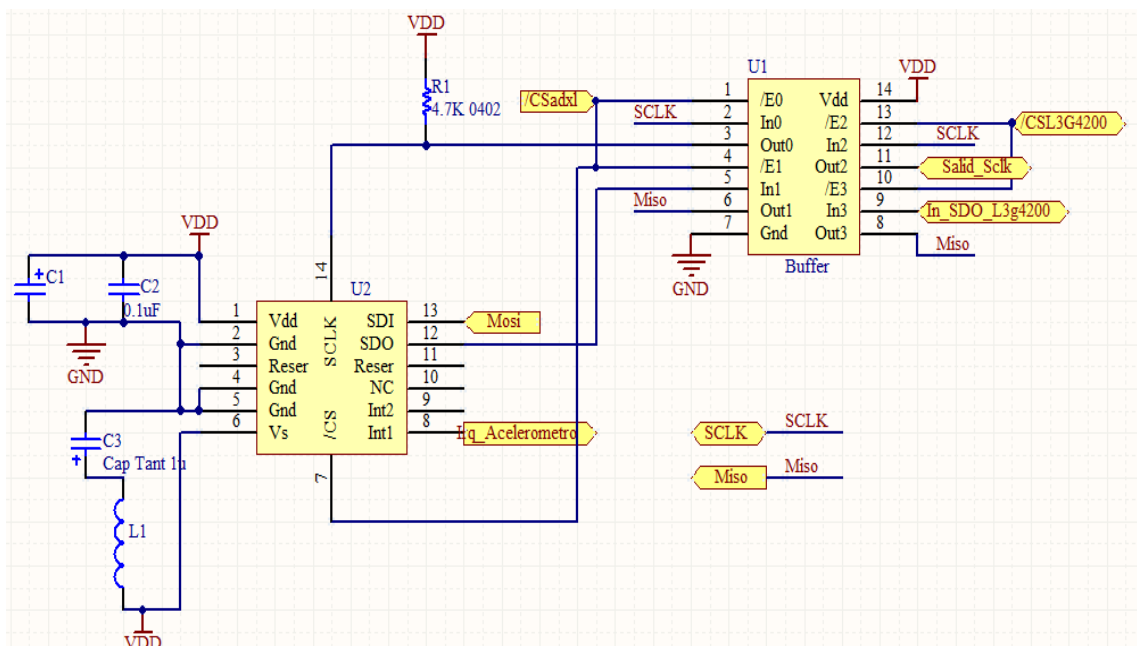 VDD
R1
4.7K 0402
/CSadxl
SCLK
Miso
U1
1 /E0 Vdd 14
2 In0 /E2 13
3 Out0 In2 12
4 /E1 Out2 11
5 In1 /E3 10
6 Out1 In3 9
7 Gnd Out3 8
Buffer
GND
VDD
/CSL3G4200
SCLK
Salid_Sclk
In_SDO_L3g4200
Miso
VDD
C1
C2
0.1uF
GND
U2
14
SCLK
1 Vdd SDI 13
2 Gnd SDO 12
3 Reser Reser 11
4 Gnd NC 10
5 Gnd Int2 9
6 Vs Int1 8
/CS
7
Mosi
Irq_Acelerometro
C3
Cap Tant 1u
L1
VDD
SCLK SCLK
Miso Miso